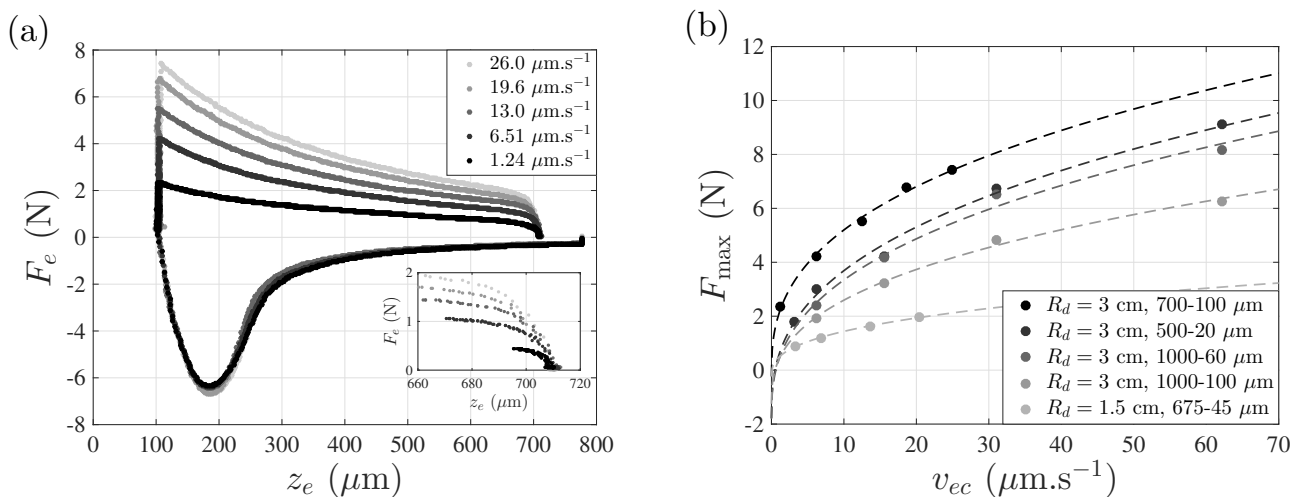 (a)
8
6
4
2
0
-2
-4
-6
-8
F_e (N)
0 100 200 300 400 500 600 700 800
z_e (μm)
26.0 μm.s⁻¹
19.6 μm.s⁻¹
13.0 μm.s⁻¹
6.51 μm.s⁻¹
1.24 μm.s⁻¹
2
1
0
F_e (N)
660 680 700 720
z_e (μm)
(b)
12
10
8
6
4
2
0
-2
F_max (N)
0 10 20 30 40 50 60 70
v_ec (μm.s⁻¹)
R_d = 3 cm, 700-100 μm
R_d = 3 cm, 500-20 μm
R_d = 3 cm, 1000-60 μm
R_d = 3 cm, 1000-100 μm
R_d = 1.5 cm, 675-45 μm